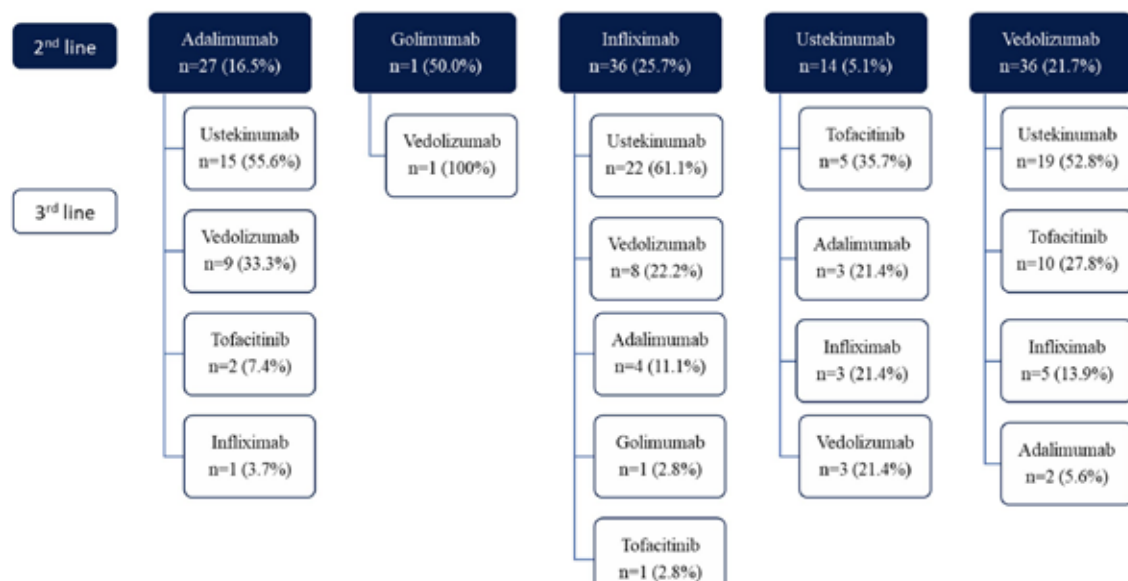 2nd line
Adalimumab
n=27 (16.5%)
Golimumab
n=1 (50.0%)
Infliximab
n=36 (25.7%)
Ustekinumab
n=14 (5.1%)
Vedolizumab
n=36 (21.7%)
3rd line
Ustekinumab
n=15 (55.6%)
Vedolizumab
n=9 (33.3%)
Tofacitinib
n=2 (7.4%)
Infliximab
n=1 (3.7%)
Vedolizumab
n=1 (100%)
Ustekinumab
n=22 (61.1%)
Vedolizumab
n=8 (22.2%)
Adalimumab
n=4 (11.1%)
Golimumab
n=1 (2.8%)
Tofacitinib
n=1 (2.8%)
Tofacitinib
n=5 (35.7%)
Adalimumab
n=3 (21.4%)
Infliximab
n=3 (21.4%)
Vedolizumab
n=3 (21.4%)
Ustekinumab
n=19 (52.8%)
Tofacitinib
n=10 (27.8%)
Infliximab
n=5 (13.9%)
Adalimumab
n=2 (5.6%)